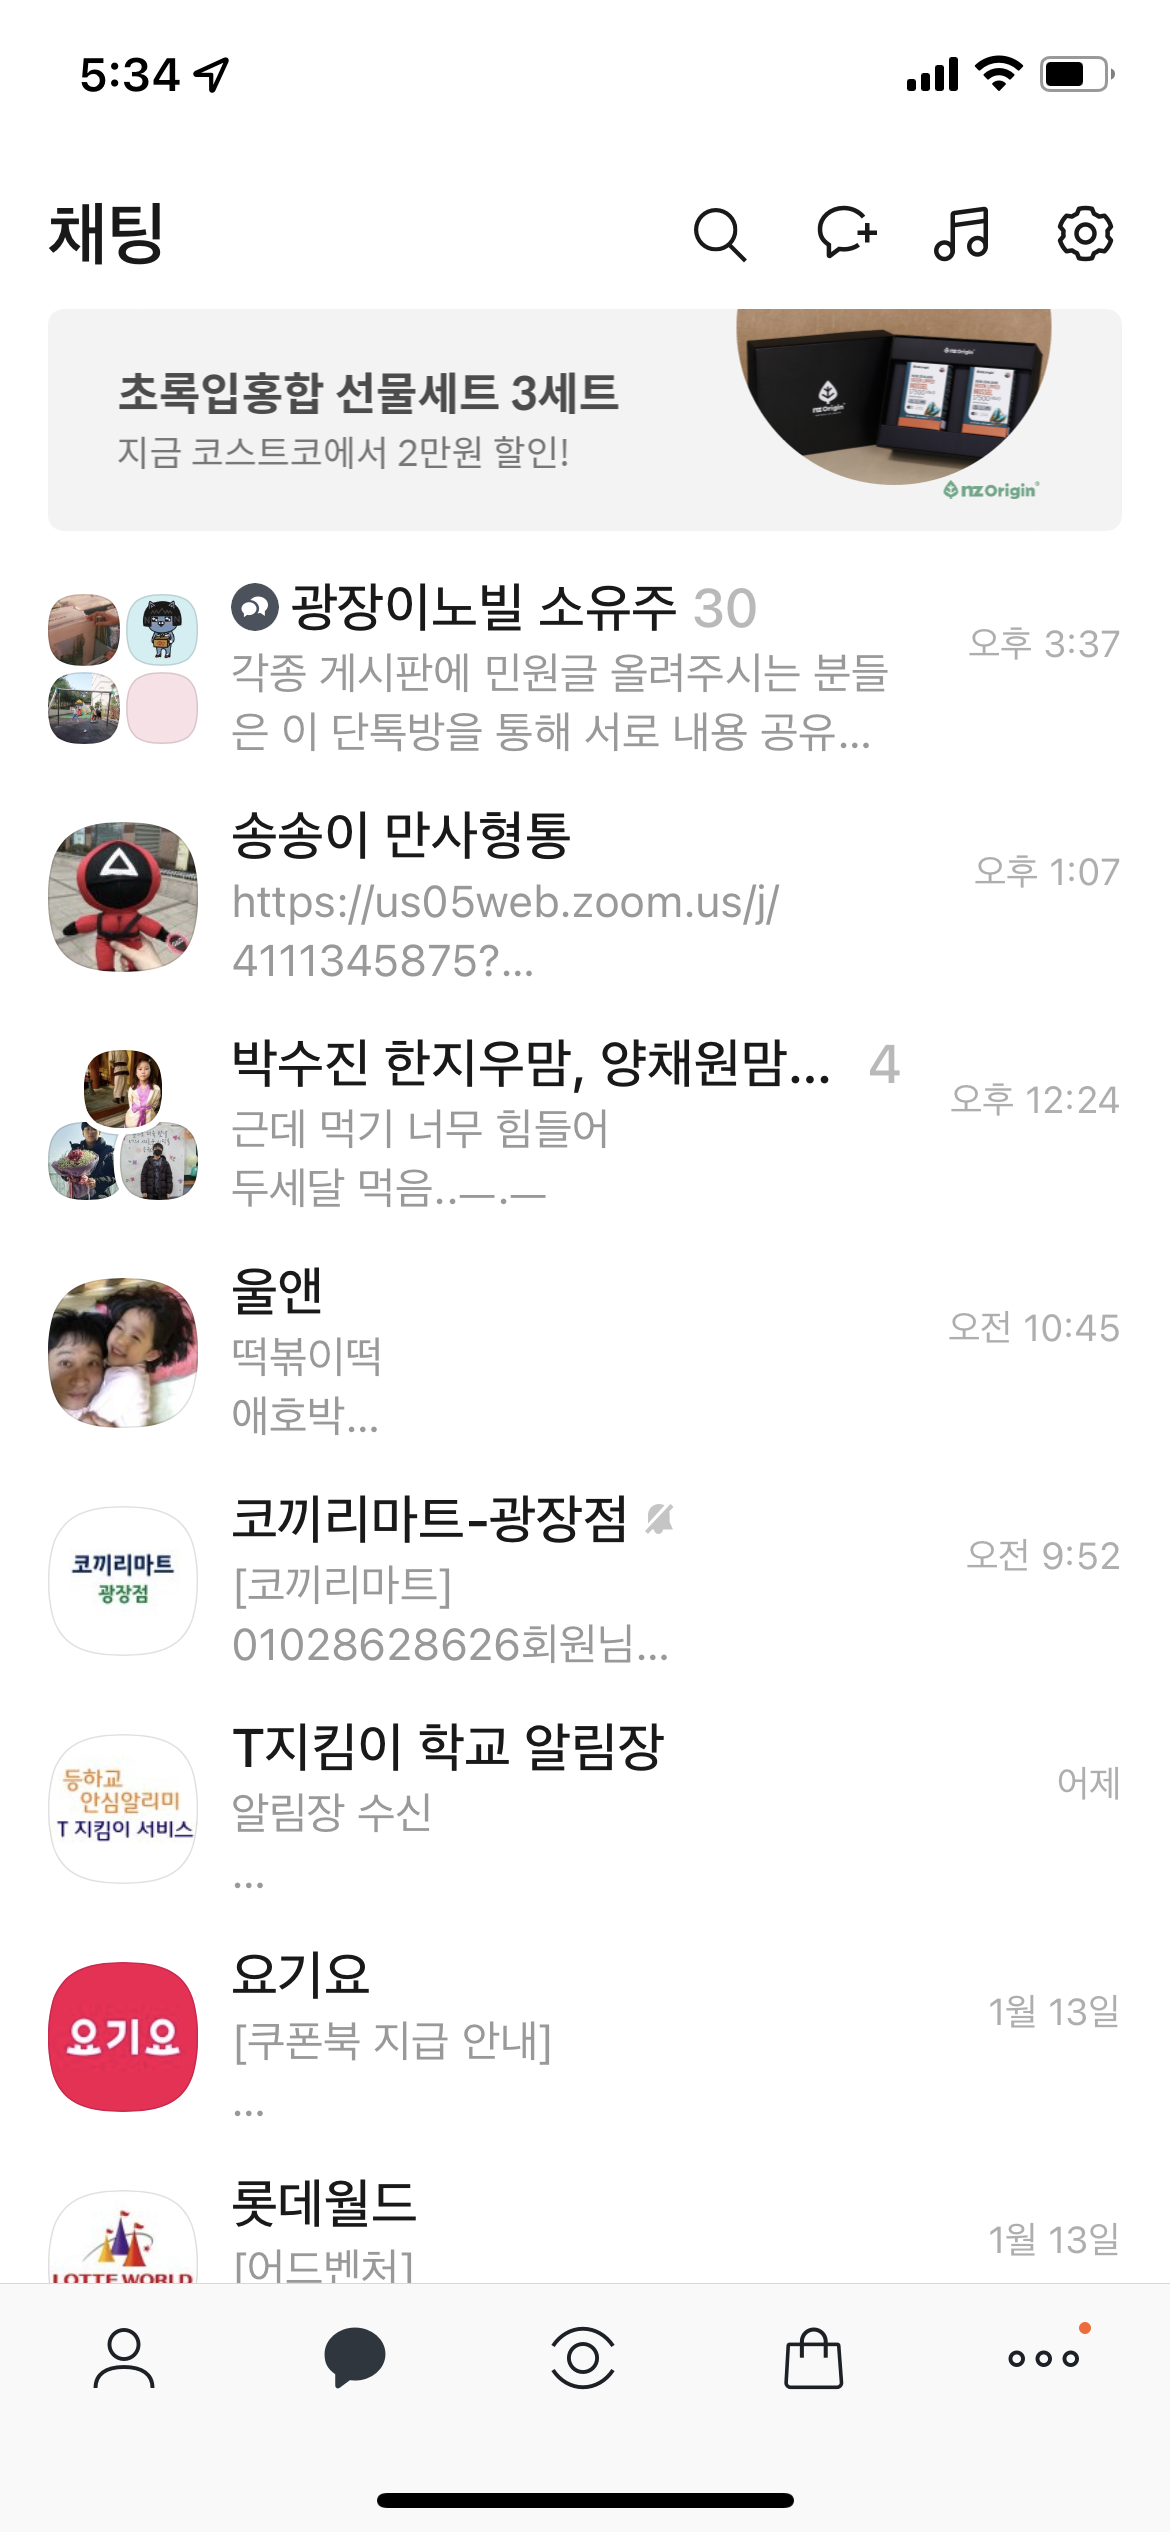 5:34
채팅
초록입홍합 선물세트 3세트
지금 코스트코에서 2만원 할인!
nzOrigin
nzOrigin
nzOrigin
광장이노빌 소유주 30
오후 3:37
각종 게시판에 민원글 올려주시는 분들
은 이 단톡방을 통해 서로 내용 공유...
송송이 만사형통
오후 1:07
https://us05web.zoom.us/j/
4111345875?...
박수진 한지우맘, 양채원맘... 4
오후 12:24
근데 먹기 너무 힘들어
두세달 먹음..ㅡ.ㅡ
울앤
오전 10:45
떡볶이떡
애호박...
코끼리마트-광장점
오전 9:52
[코끼리마트]
01028628626회원님...
코끼리마트
광장점
T지킴이 학교 알림장
어제
알림장 수신
...
등하교
안심알리미
T 지킴이 서비스
요기요
1월 13일
[쿠폰북 지급 안내]
...
요기요
롯데월드
1월 13일
[어드벤처]
LOTTE WORLD